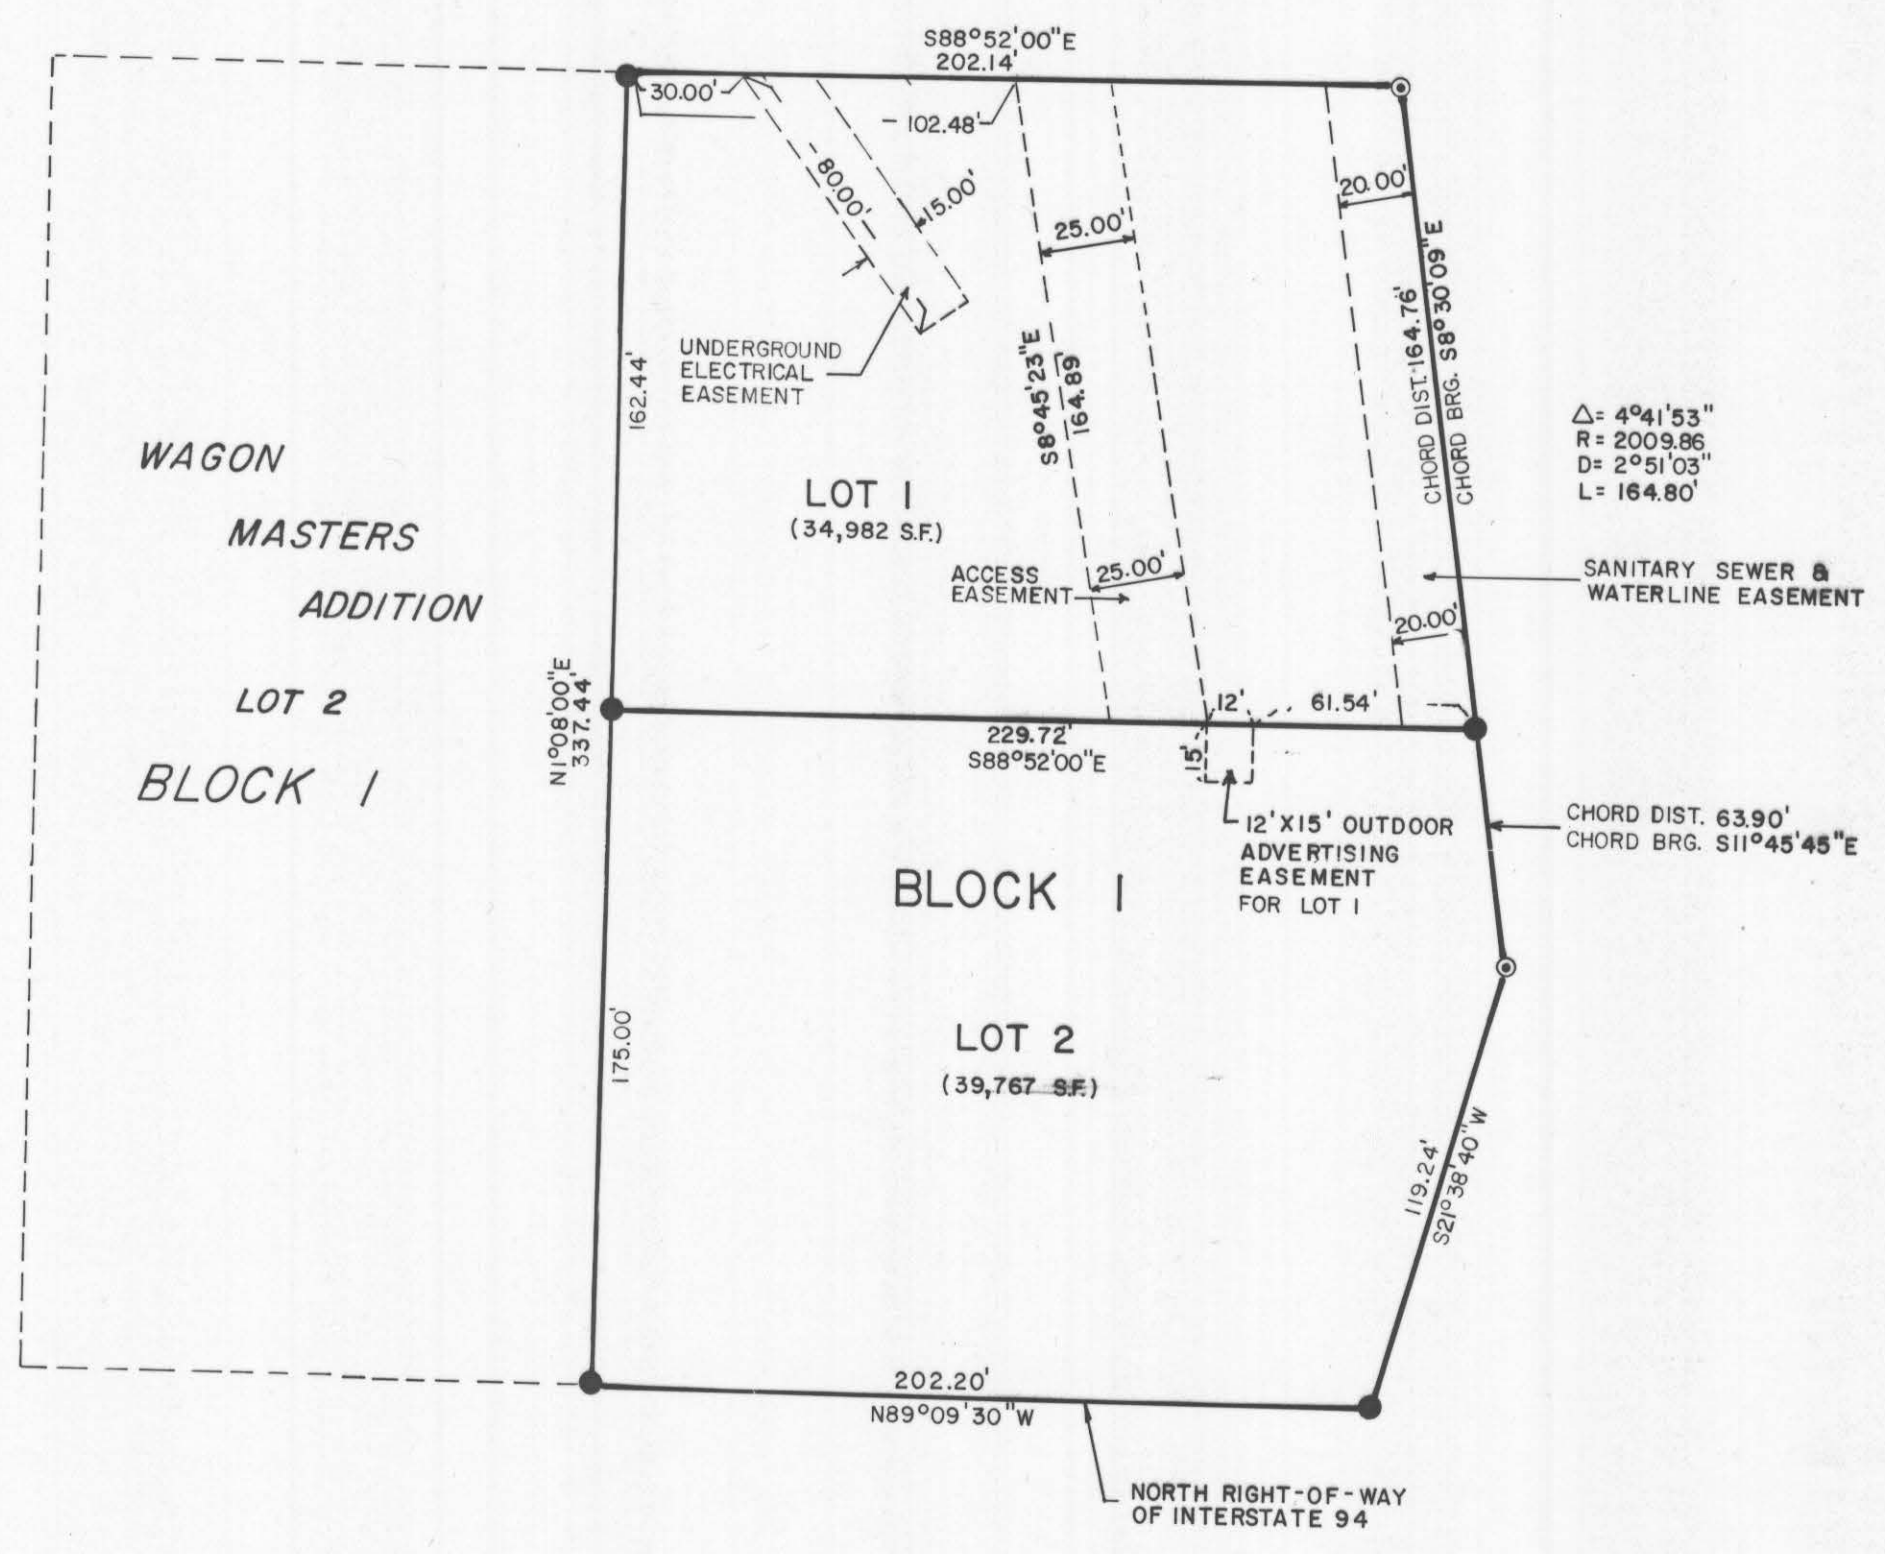 S88°52'00"E
202.14'
30.00'
102.48'
80.00'
15.00'
25.00'
20.00'
UNDERGROUND
ELECTRICAL
EASEMENT
162.44'
S8°45'23"E
164.89'
CHORD DIST. 164.76'
CHORD BRG. S8°30'09"E
Δ= 4°41'53"
R= 2009.86
D= 2°51'03"
L= 164.80'
WAGON
MASTERS
ADDITION
LOT 2
BLOCK 1
LOT 1
(34,982 S.F.)
ACCESS
EASEMENT
25.00'
SANITARY SEWER &
WATERLINE EASEMENT
20.00'
N1°08'00"E
337.44'
12'
61.54'
229.72'
S88°52'00"E
15'
12'X15' OUTDOOR
ADVERTISING
EASEMENT
FOR LOT 1
CHORD DIST. 63.90'
CHORD BRG. S11°45'45"E
BLOCK 1
LOT 2
(39,767 S.F.)
175.00'
119.24'
S21°38'40"W
202.20'
N89°09'30"W
NORTH RIGHT-OF-WAY
OF INTERSTATE 94